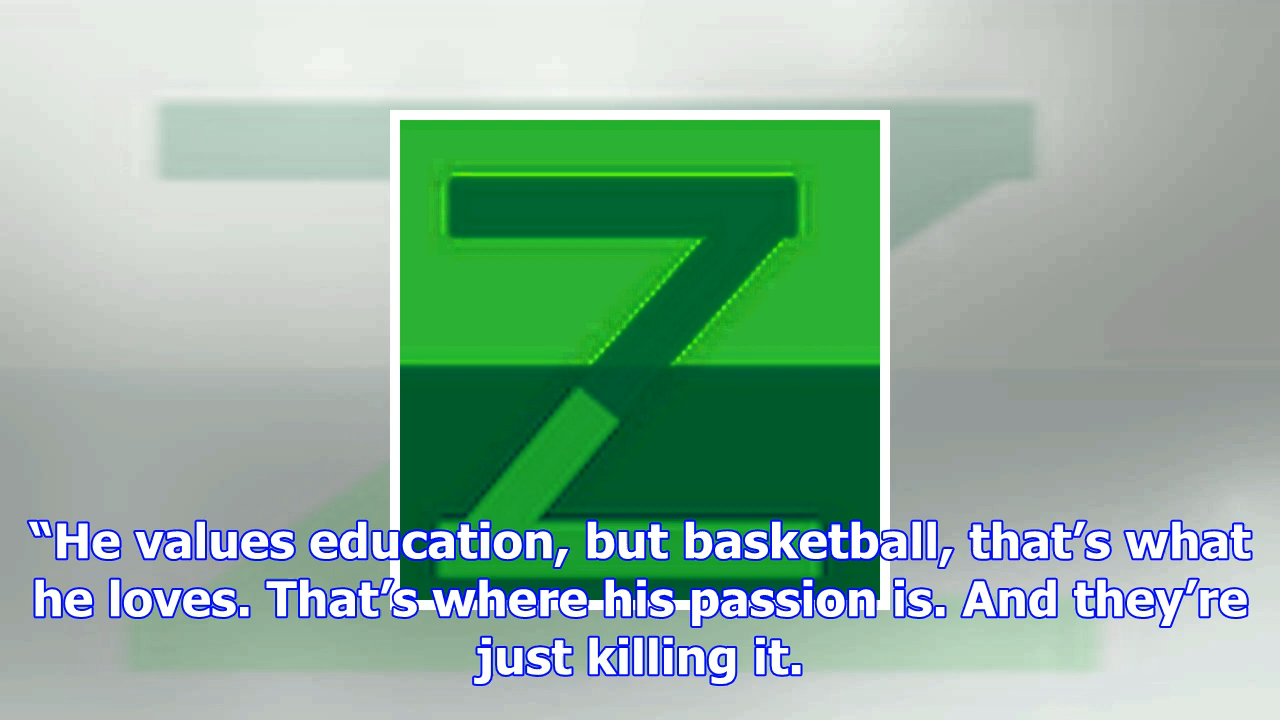 Z
“He values education, but basketball, that’s what
he loves. That’s where his passion is. And they’re
just killing it.